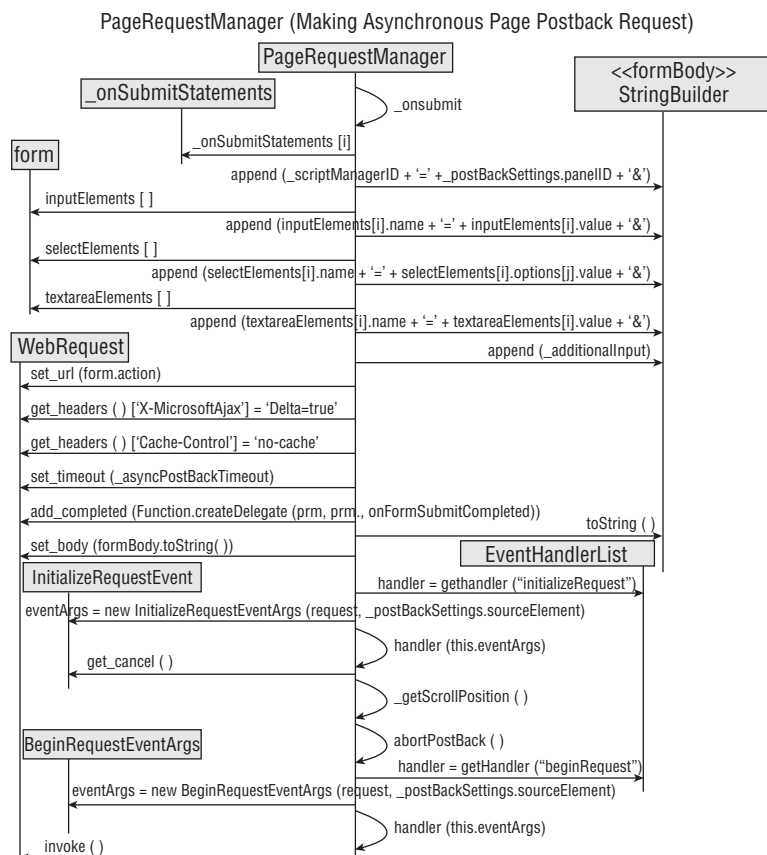 PageRequestManager (Making Asynchronous Page Postback Request)
PageRequestManager
<<formBody>>
StringBuilder
_onSubmitStatements
_onsubmit
_onSubmitStatements [i]
form
append (_scriptManagerID + ‘=’ +_postBackSettings.panelID + ‘&’)
inputElements [ ]
append (inputElements[i].name + ‘=’ + inputElements[i].value + ‘&’)
selectElements [ ]
append (selectElements[i].name + ‘=’ + selectElements[i].options[j].value + ‘&’)
textareaElements [ ]
append (textareaElements[i].name + ‘=’ + textareaElements[i].value + ‘&’)
WebRequest
append (_additionalInput)
set_url (form.action)
get_headers ( ) [‘X-MicrosoftAjax’] = ‘Delta=true’
get_headers ( ) [‘Cache-Control’] = ‘no-cache’
set_timeout (_asyncPostBackTimeout)
add_completed (Function.createDelegate (prm, prm., onFormSubmitCompleted))
toString ( )
set_body (formBody.toString( ))
EventHandlerList
InitializeRequestEvent
handler = gethandler (“initializeRequest”)
eventArgs = new InitializeRequestEventArgs (request, _postBackSettings.sourceElement)
handler (this.eventArgs)
get_cancel ( )
_getScrollPosition ( )
BeginRequestEventArgs
abortPostBack ( )
handler = getHandler (“beginRequest”)
eventArgs = new BeginRequestEventArgs (request, _postBackSettings.sourceElement)
handler (this.eventArgs)
invoke ( )